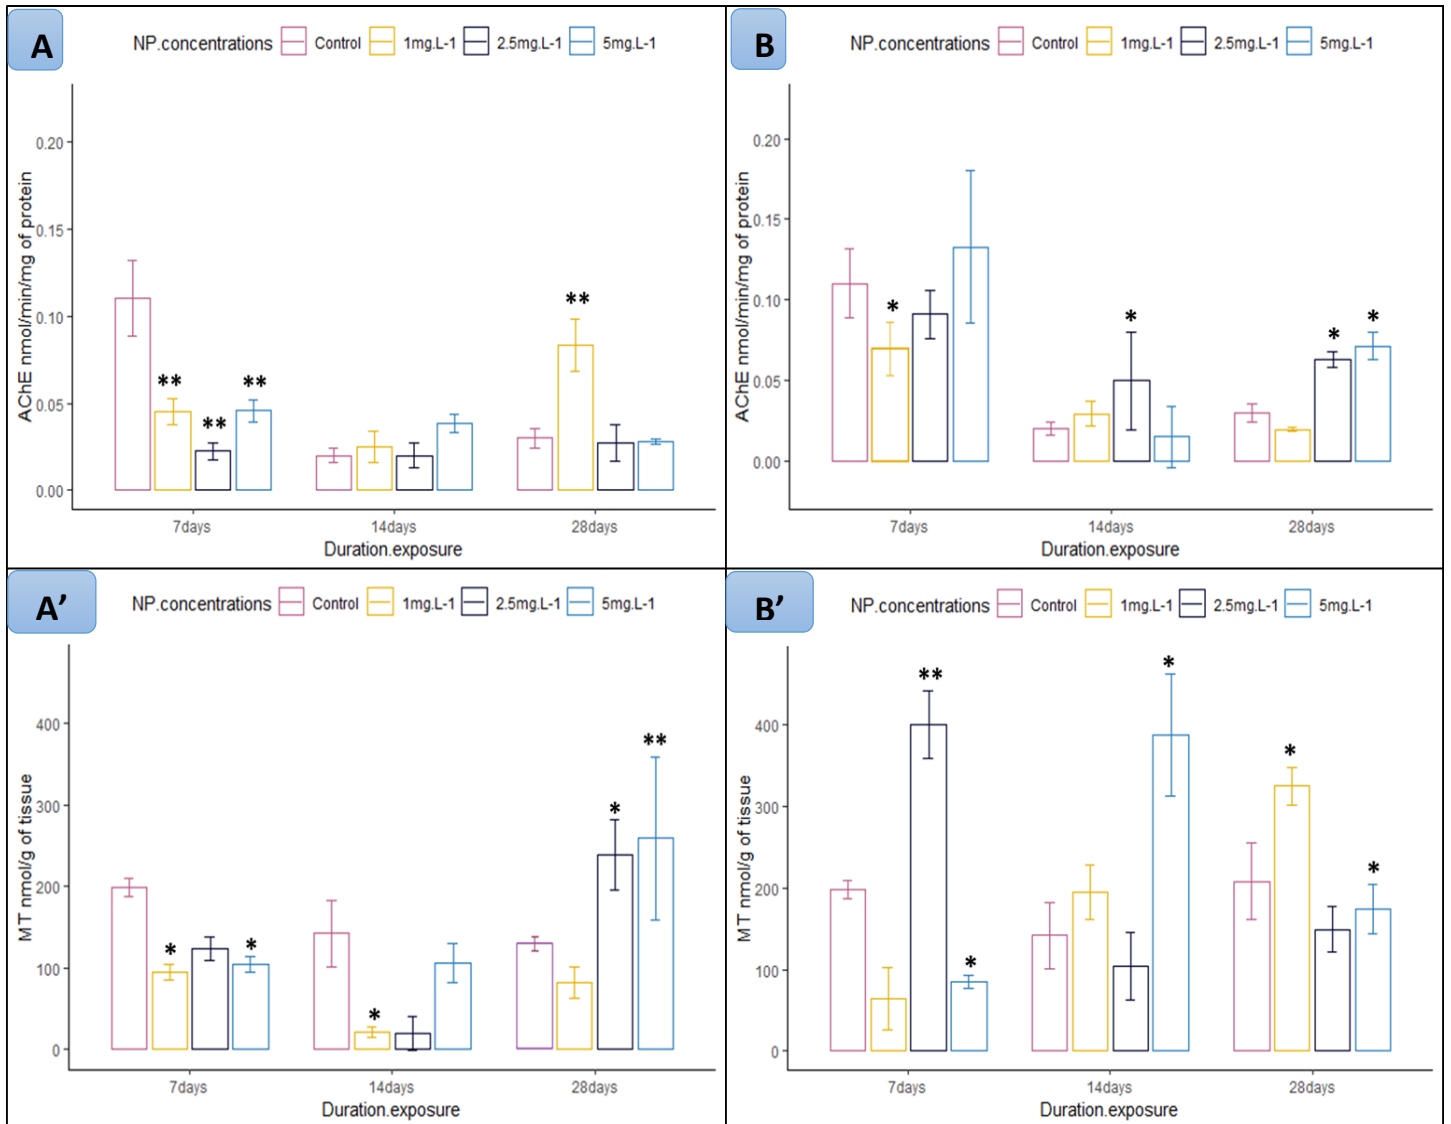 A
NP.concentrations Control 1mg.L-1 2.5mg.L-1 5mg.L-1
0.20
0.15
0.10
0.05
0.00
AChE nmol/min/mg of protein
** ** ** **
7days 14days 28days
Duration.exposure
B
NP.concentrations Control 1mg.L-1 2.5mg.L-1 5mg.L-1
0.20
0.15
0.10
0.05
0.00
AChE nmol/min/mg of protein
* * * *
7days 14days 28days
Duration.exposure
A’
NP.concentrations Control 1mg.L-1 2.5mg.L-1 5mg.L-1
400
300
200
100
0
MT nmol/g of tissue
* * * * **
7days 14days 28days
Duration.exposure
B’
NP.concentrations Control 1mg.L-1 2.5mg.L-1 5mg.L-1
400
300
200
100
0
MT nmol/g of tissue
** * * * *
7days 14days 28days
Duration.exposure